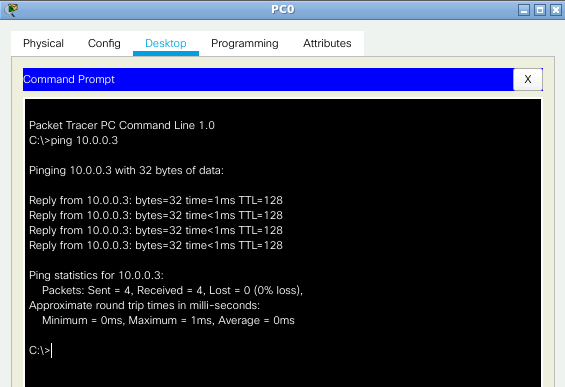 PC0
Physical Config Desktop Programming Attributes
Command Prompt X
Packet Tracer PC Command Line 1.0
C:\>ping 10.0.0.3
Pinging 10.0.0.3 with 32 bytes of data:
Reply from 10.0.0.3: bytes=32 time=1ms TTL=128
Reply from 10.0.0.3: bytes=32 time<1ms TTL=128
Reply from 10.0.0.3: bytes=32 time<1ms TTL=128
Reply from 10.0.0.3: bytes=32 time<1ms TTL=128
Ping statistics for 10.0.0.3:
Packets: Sent = 4, Received = 4, Lost = 0 (0% loss),
Approximate round trip times in milli-seconds:
Minimum = 0ms, Maximum = 1ms, Average = 0ms
C:\>